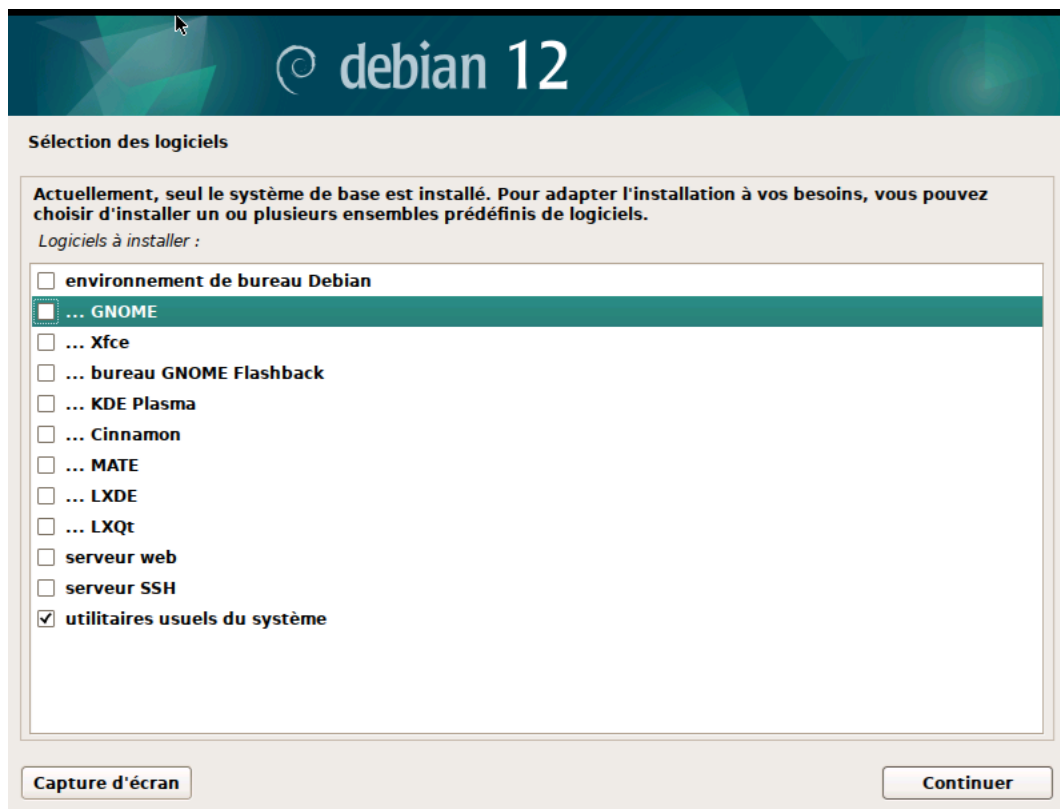 debian 12
Sélection des logiciels
Actuellement, seul le système de base est installé. Pour adapter l'installation à vos besoins, vous pouvez
choisir d'installer un ou plusieurs ensembles prédéfinis de logiciels.
Logiciels à installer :
environnement de bureau Debian
... GNOME
... Xfce
... bureau GNOME Flashback
... KDE Plasma
... Cinnamon
... MATE
... LXDE
... LXQt
serveur web
serveur SSH
utilitaires usuels du système
Capture d'écran
Continuer